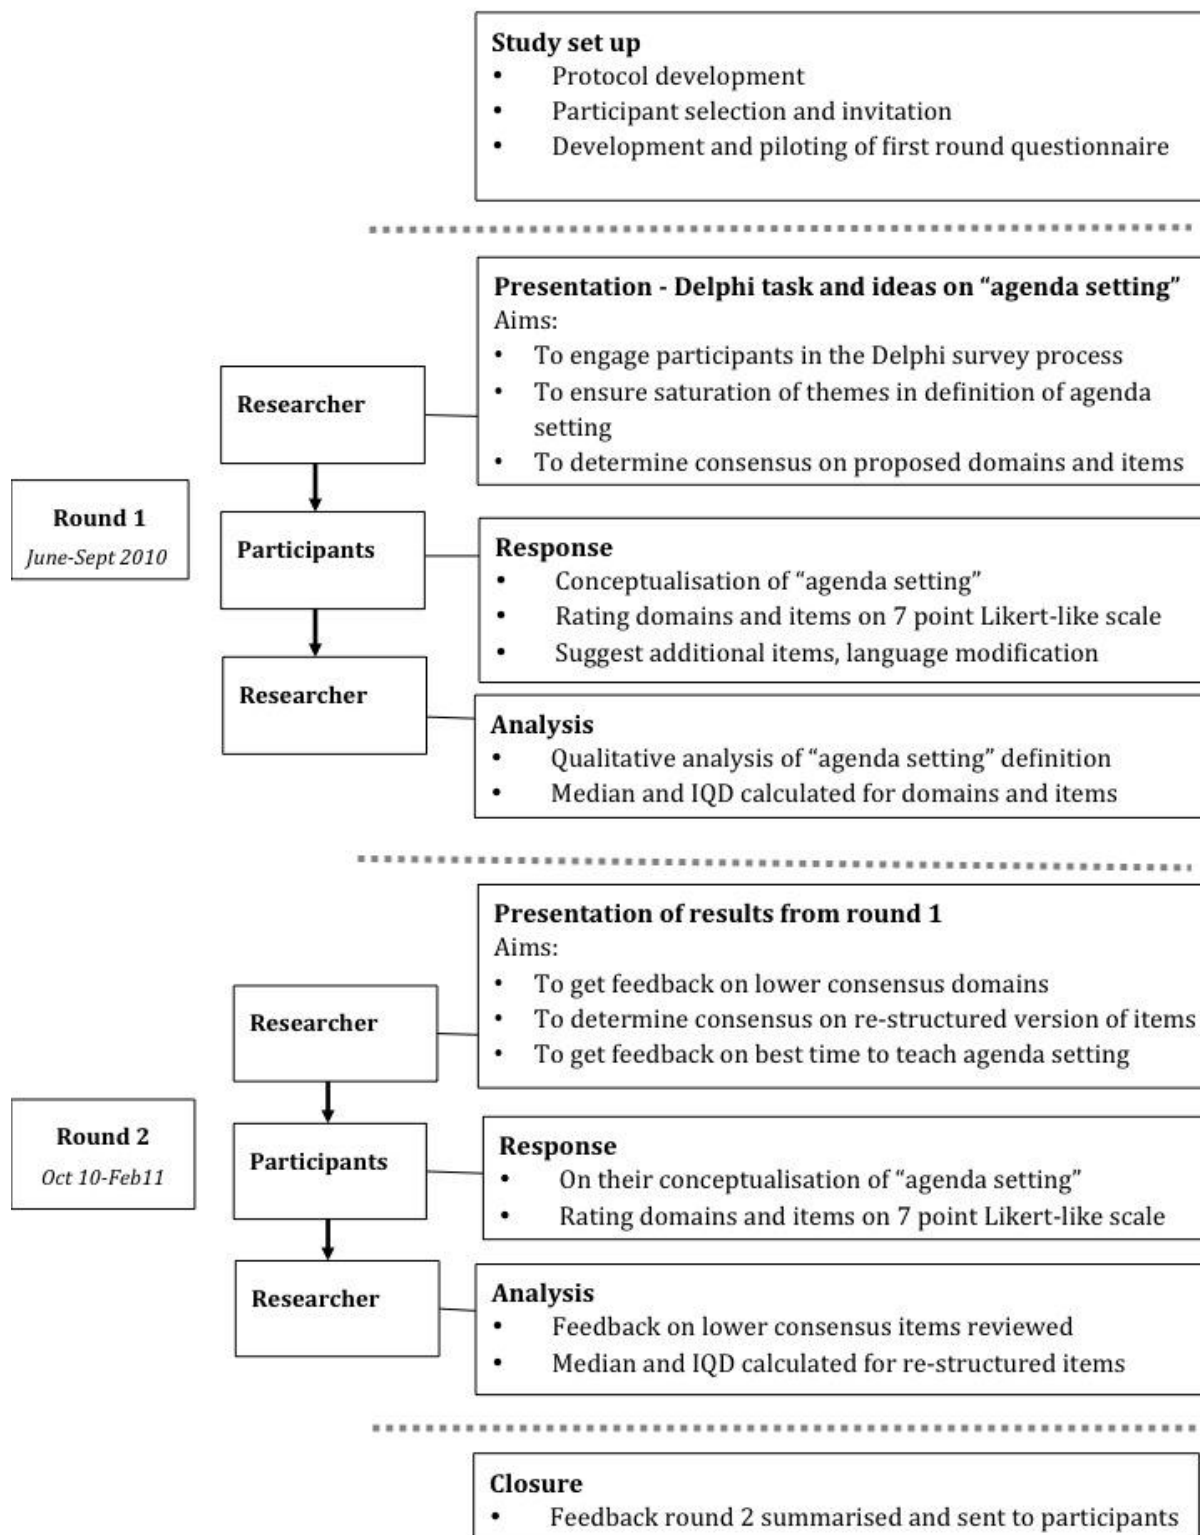 Study set up
• Protocol development
• Participant selection and invitation
• Development and piloting of first round questionnaire
Presentation - Delphi task and ideas on “agenda setting”
Aims:
• To engage participants in the Delphi survey process
• To ensure saturation of themes in definition of agenda
setting
• To determine consensus on proposed domains and items
Researcher
Round 1
June-Sept 2010
Participants
Response
• Conceptualisation of “agenda setting”
• Rating domains and items on 7 point Likert-like scale
• Suggest additional items, language modification
Researcher
Analysis
• Qualitative analysis of “agenda setting” definition
• Median and IQD calculated for domains and items
Presentation of results from round 1
Aims:
• To get feedback on lower consensus domains
• To determine consensus on re-structured version of items
• To get feedback on best time to teach agenda setting
Researcher
Round 2
Oct 10-Feb11
Participants
Response
• On their conceptualisation of “agenda setting”
• Rating domains and items on 7 point Likert-like scale
Researcher
Analysis
• Feedback on lower consensus items reviewed
• Median and IQD calculated for re-structured items
Closure
• Feedback round 2 summarised and sent to participants